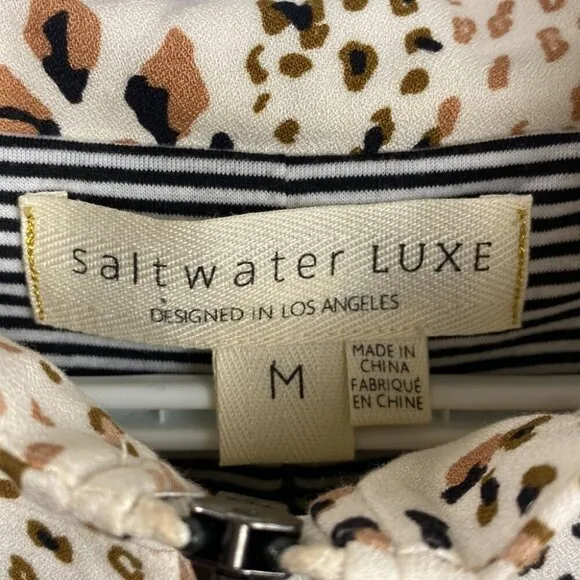 saltwater LUXE
DESIGNED IN LOS ANGELES
M
MADE IN
CHINA
FABRIQUÉ
EN CHINE